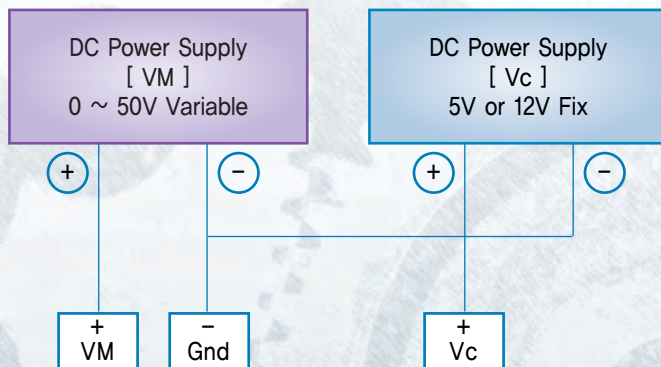 DC Power Supply
[ VM ]
0 ~ 50V Variable
DC Power Supply
[ Vc ]
5V or 12V Fix
+
−
+
−
+
VM
−
Gnd
+
Vc